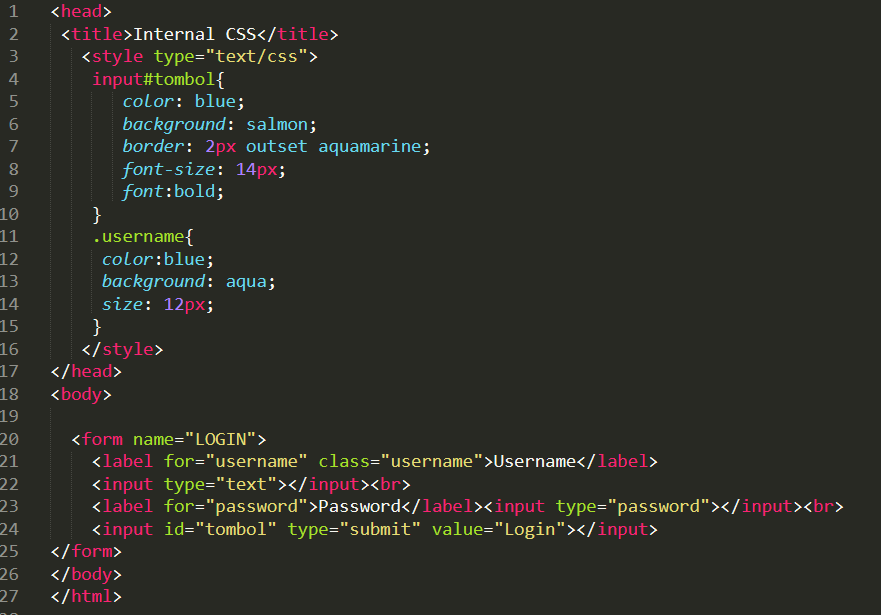 1 <head>
2 <title>Internal CSS</title>
3 <style type="text/css">
4 input#tombol{
5 color: blue;
6 background: salmon;
7 border: 2px outset aquamarine;
8 font-size: 14px;
9 font:bold;
10 }
11 .username{
12 color:blue;
13 background: aqua;
14 size: 12px;
15 }
16 </style>
17 </head>
18 <body>
19
20 <form name="LOGIN">
21 <label for="username" class="username">Username</label>
22 <input type="text"></input><br>
23 <label for="password">Password</label><input type="password"></input><br>
24 <input id="tombol" type="submit" value="Login"></input>
25 </form>
26 </body>
27 </html>